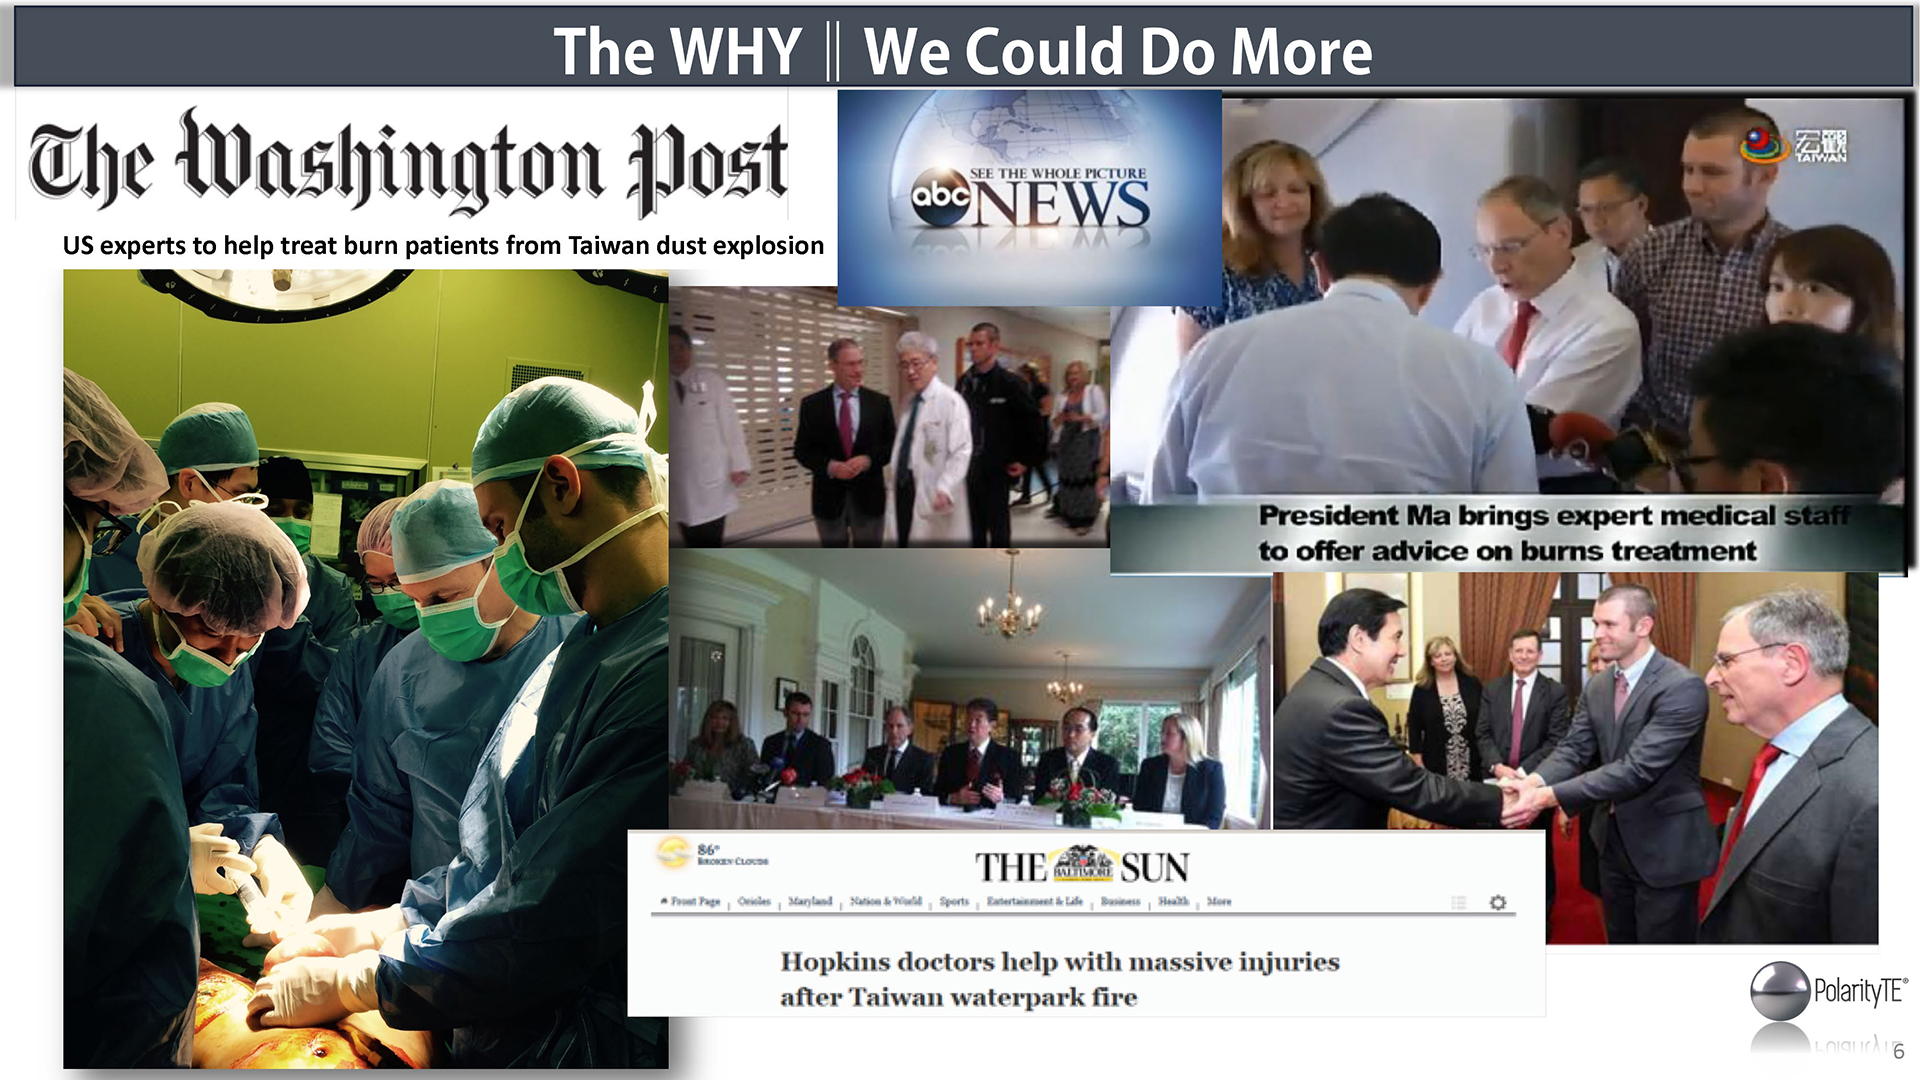 The WHY || We Could Do More
The Washington Post
US experts to help treat burn patients from Taiwan dust explosion
SEE THE WHOLE PICTURE
abc NEWS
宏觀
TAIWAN
President Ma brings expert medical staff
to offer advice on burns treatment
86°
BROKEN CLOUDS
THE BALTIMORE SUN
Front Page | Orioles | Maryland | Nation & World | Sports | Entertainment & Life | Business | Health | More
Hopkins doctors help with massive injuries
after Taiwan waterpark fire
PolarityTE®
6